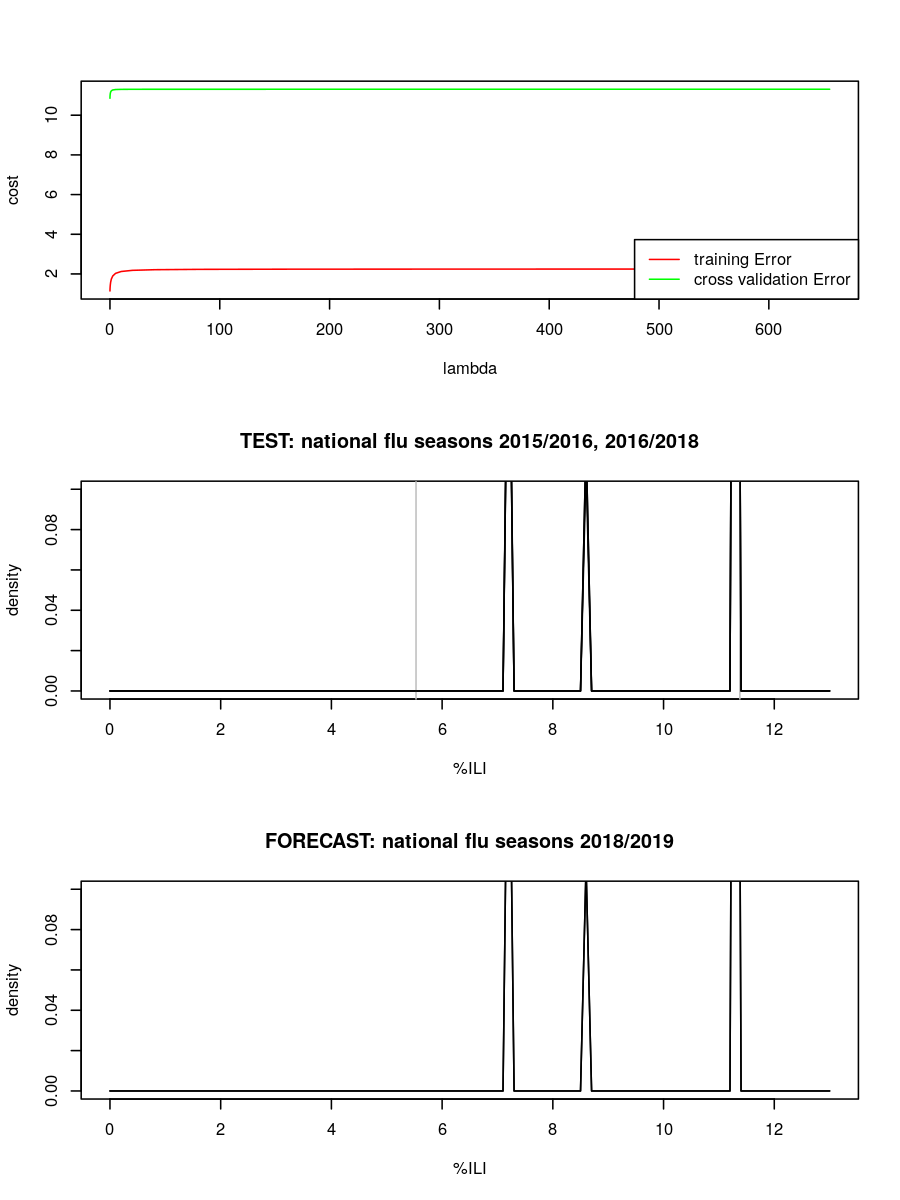 cost
10
8
6
4
2
training Error
cross validation Error
0 100 200 300 400 500 600
lambda
TEST: national flu seasons 2015/2016, 2016/2018
density
0.08
0.04
0.00
0 2 4 6 8 10 12
%ILI
FORECAST: national flu seasons 2018/2019
density
0.08
0.04
0.00
0 2 4 6 8 10 12
%ILI